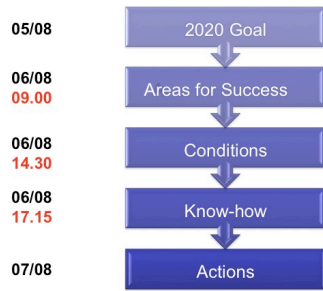 05/08
2020 Goal
06/08
09.00
Areas for Success
06/08
14.30
Conditions
06/08
17.15
Know-how
07/08
Actions